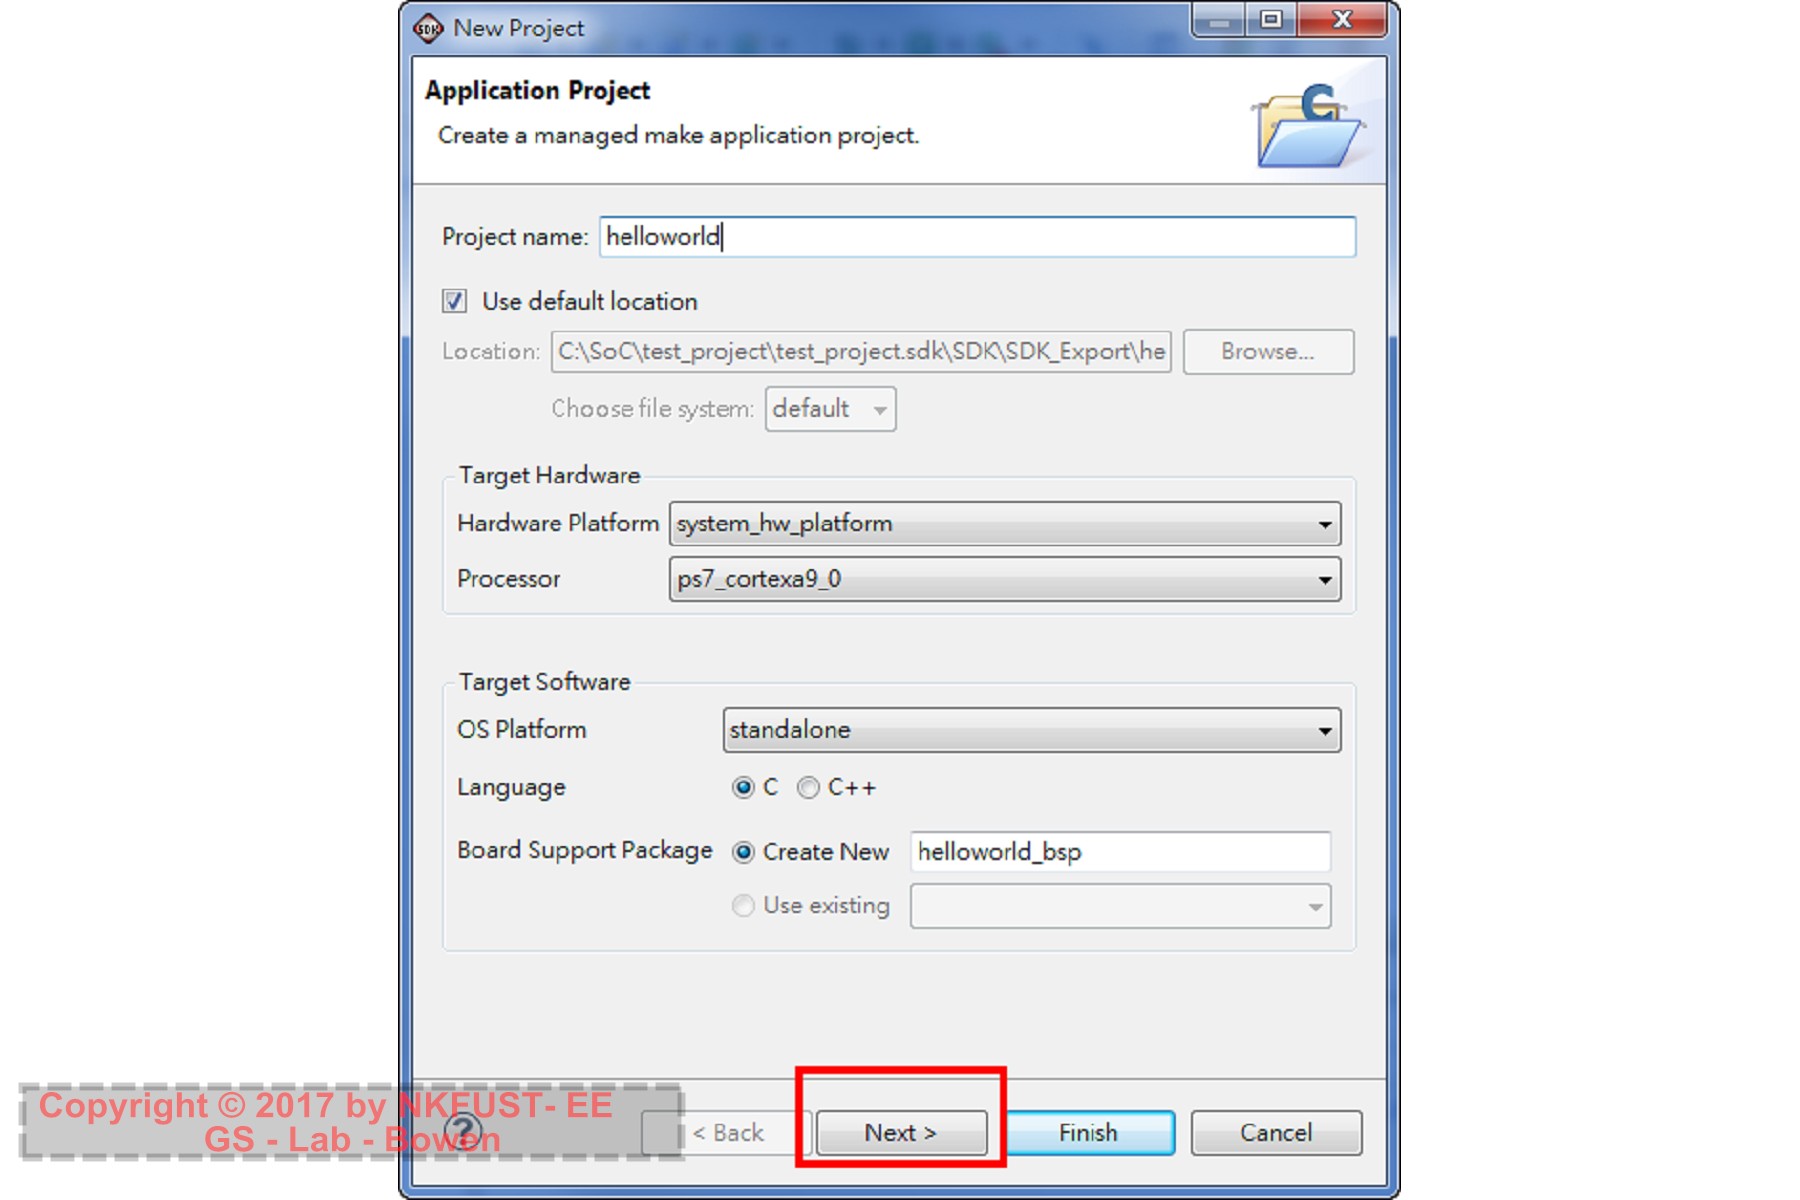 SDK New Project
Application Project
Create a managed make application project.
C
Project name: helloworld
Use default location
Location: C:\SoC\test_project\test_project.sdk\SDK\SDK_Export\he Browse...
Choose file system: default
Target Hardware
Hardware Platform system_hw_platform
Processor ps7_cortexa9_0
Target Software
OS Platform standalone
Language C C++
Board Support Package Create New helloworld_bsp
Use existing
? < Back Next > Finish Cancel
Copyright © 2017 by NKFUST- EE
GS - Lab - Bowen